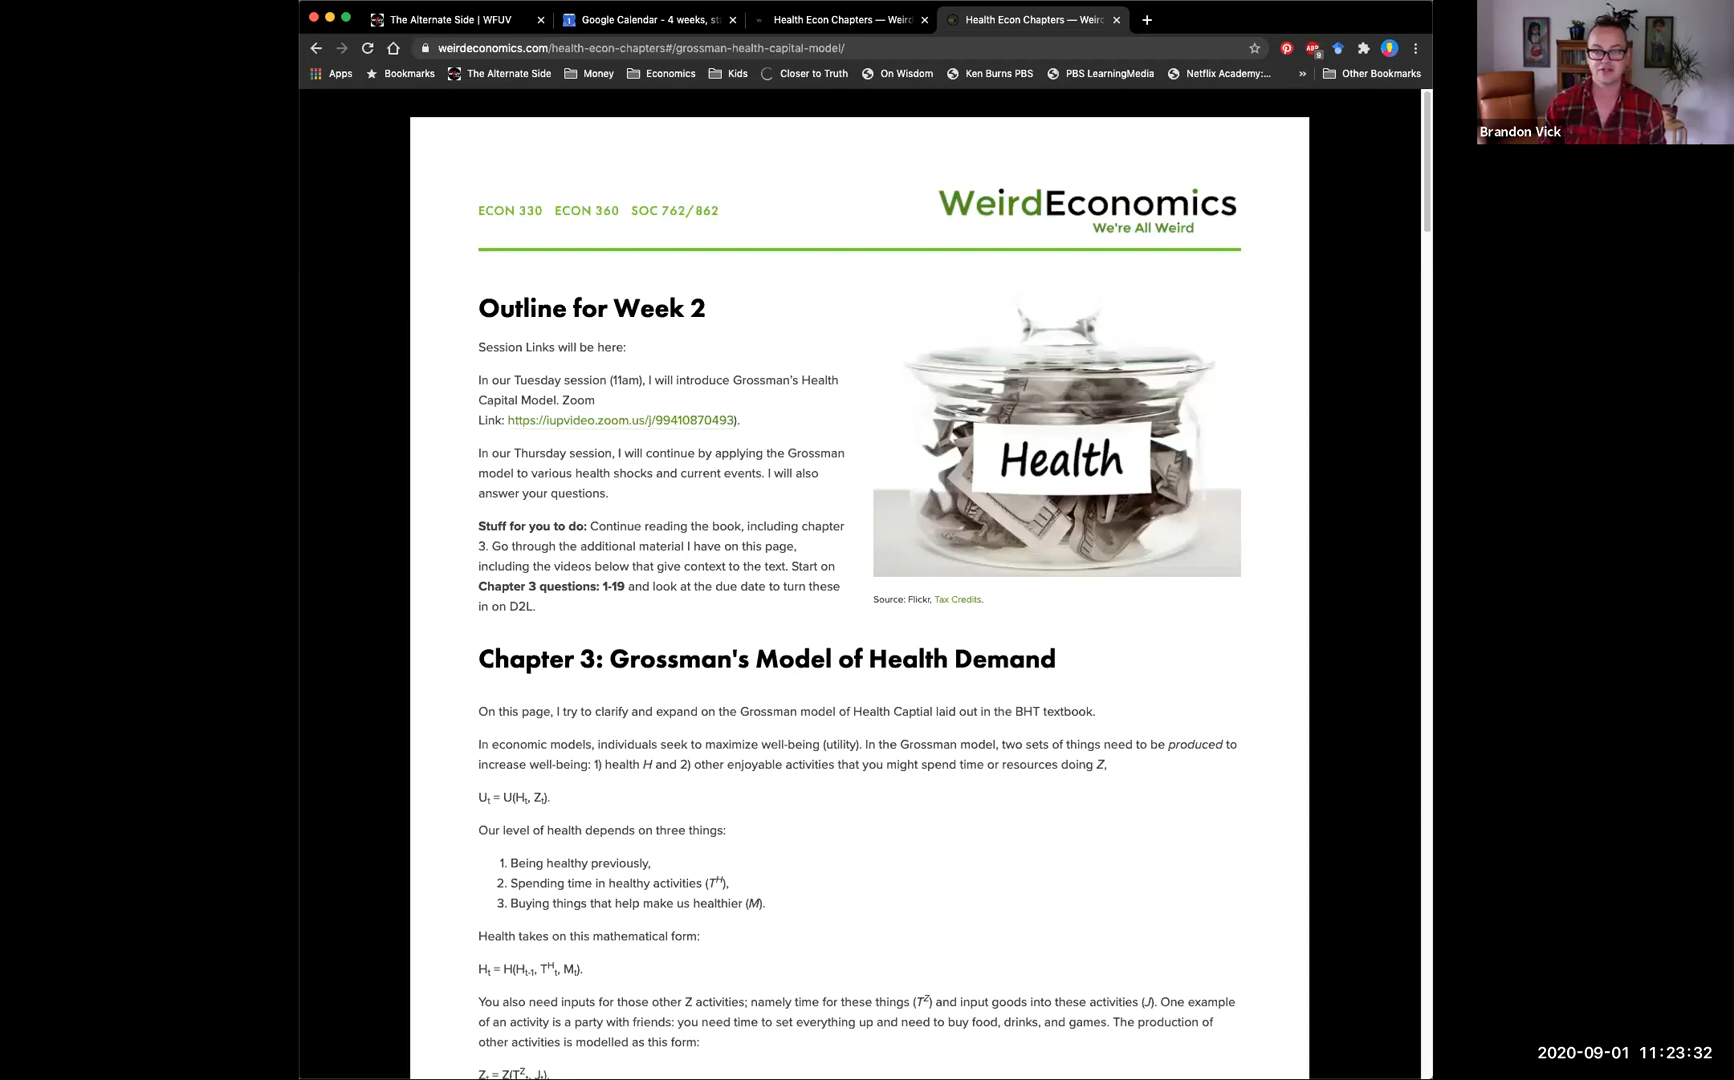 The Alternate Side | WFUV
Google Calendar - 4 weeks, st
Health Econ Chapters — Weird
Health Econ Chapters — Weird
weirdeconomics.com/health-econ-chapters#/grossman-health-capital-model/
Apps
Bookmarks
The Alternate Side
Money
Economics
Kids
Closer to Truth
On Wisdom
Ken Burns PBS
PBS LearningMedia
Netflix Academy:...
»
Other Bookmarks
Brandon Vick
ECON 330 ECON 360 SOC 762/862
WeirdEconomics
We're All Weird
Outline for Week 2
Session Links will be here:
In our Tuesday session (11am), I will introduce Grossman's Health
Capital Model. Zoom
Link: https://iupvideo.zoom.us/j/99410870493).
In our Thursday session, I will continue by applying the Grossman
model to various health shocks and current events. I will also
answer your questions.
Stuff for you to do: Continue reading the book, including chapter
3. Go through the additional material I have on this page,
including the videos below that give context to the text. Start on
Chapter 3 questions: 1-19 and look at the due date to turn these
in on D2L.
Health
Source: Flickr, Tax Credits.
Chapter 3: Grossman's Model of Health Demand
On this page, I try to clarify and expand on the Grossman model of Health Captial laid out in the BHT textbook.
In economic models, individuals seek to maximize well-being (utility). In the Grossman model, two sets of things need to be produced to
increase well-being: 1) health H and 2) other enjoyable activities that you might spend time or resources doing Z,
Ut = U(Ht, Zt).
Our level of health depends on three things:
1. Being healthy previously,
2. Spending time in healthy activities (TH),
3. Buying things that help make us healthier (M).
Health takes on this mathematical form:
Ht = H(Ht-1, THt, Mt).
You also need inputs for those other Z activities; namely time for these things (TZ) and input goods into these activities (J). One example
of an activity is a party with friends: you need time to set everything up and need to buy food, drinks, and games. The production of
other activities is modelled as this form:
Zt = Z(TZt, Jt).
2020-09-01 11:23:32